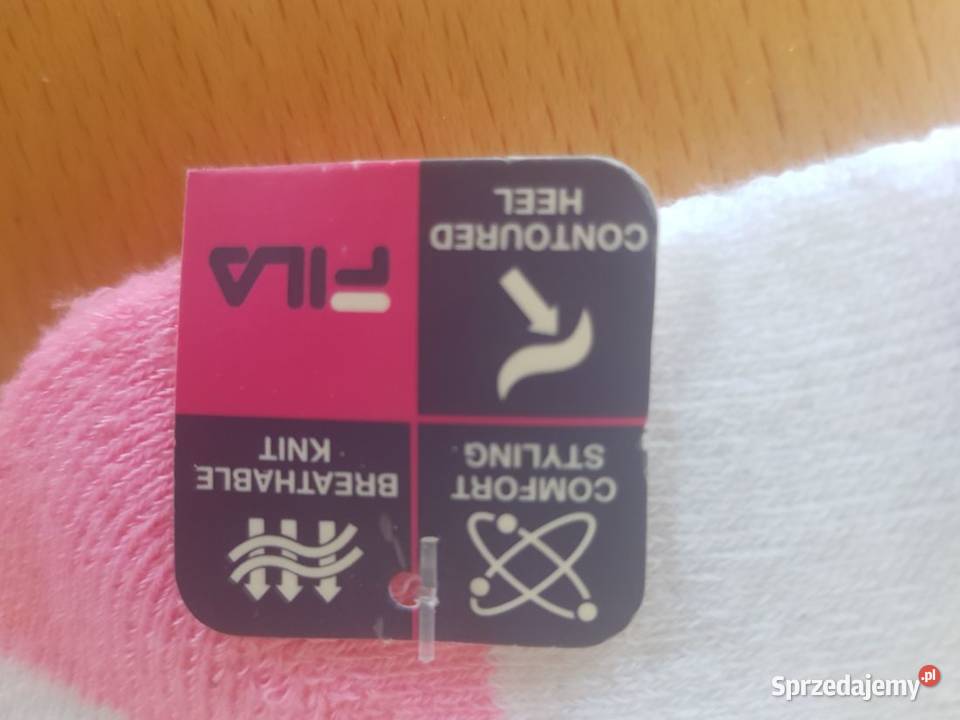 COMFORT
STYLING
BREATHABLE
KNIT
CONTOURED
HEEL
FILA
Sprzedajemy.pl